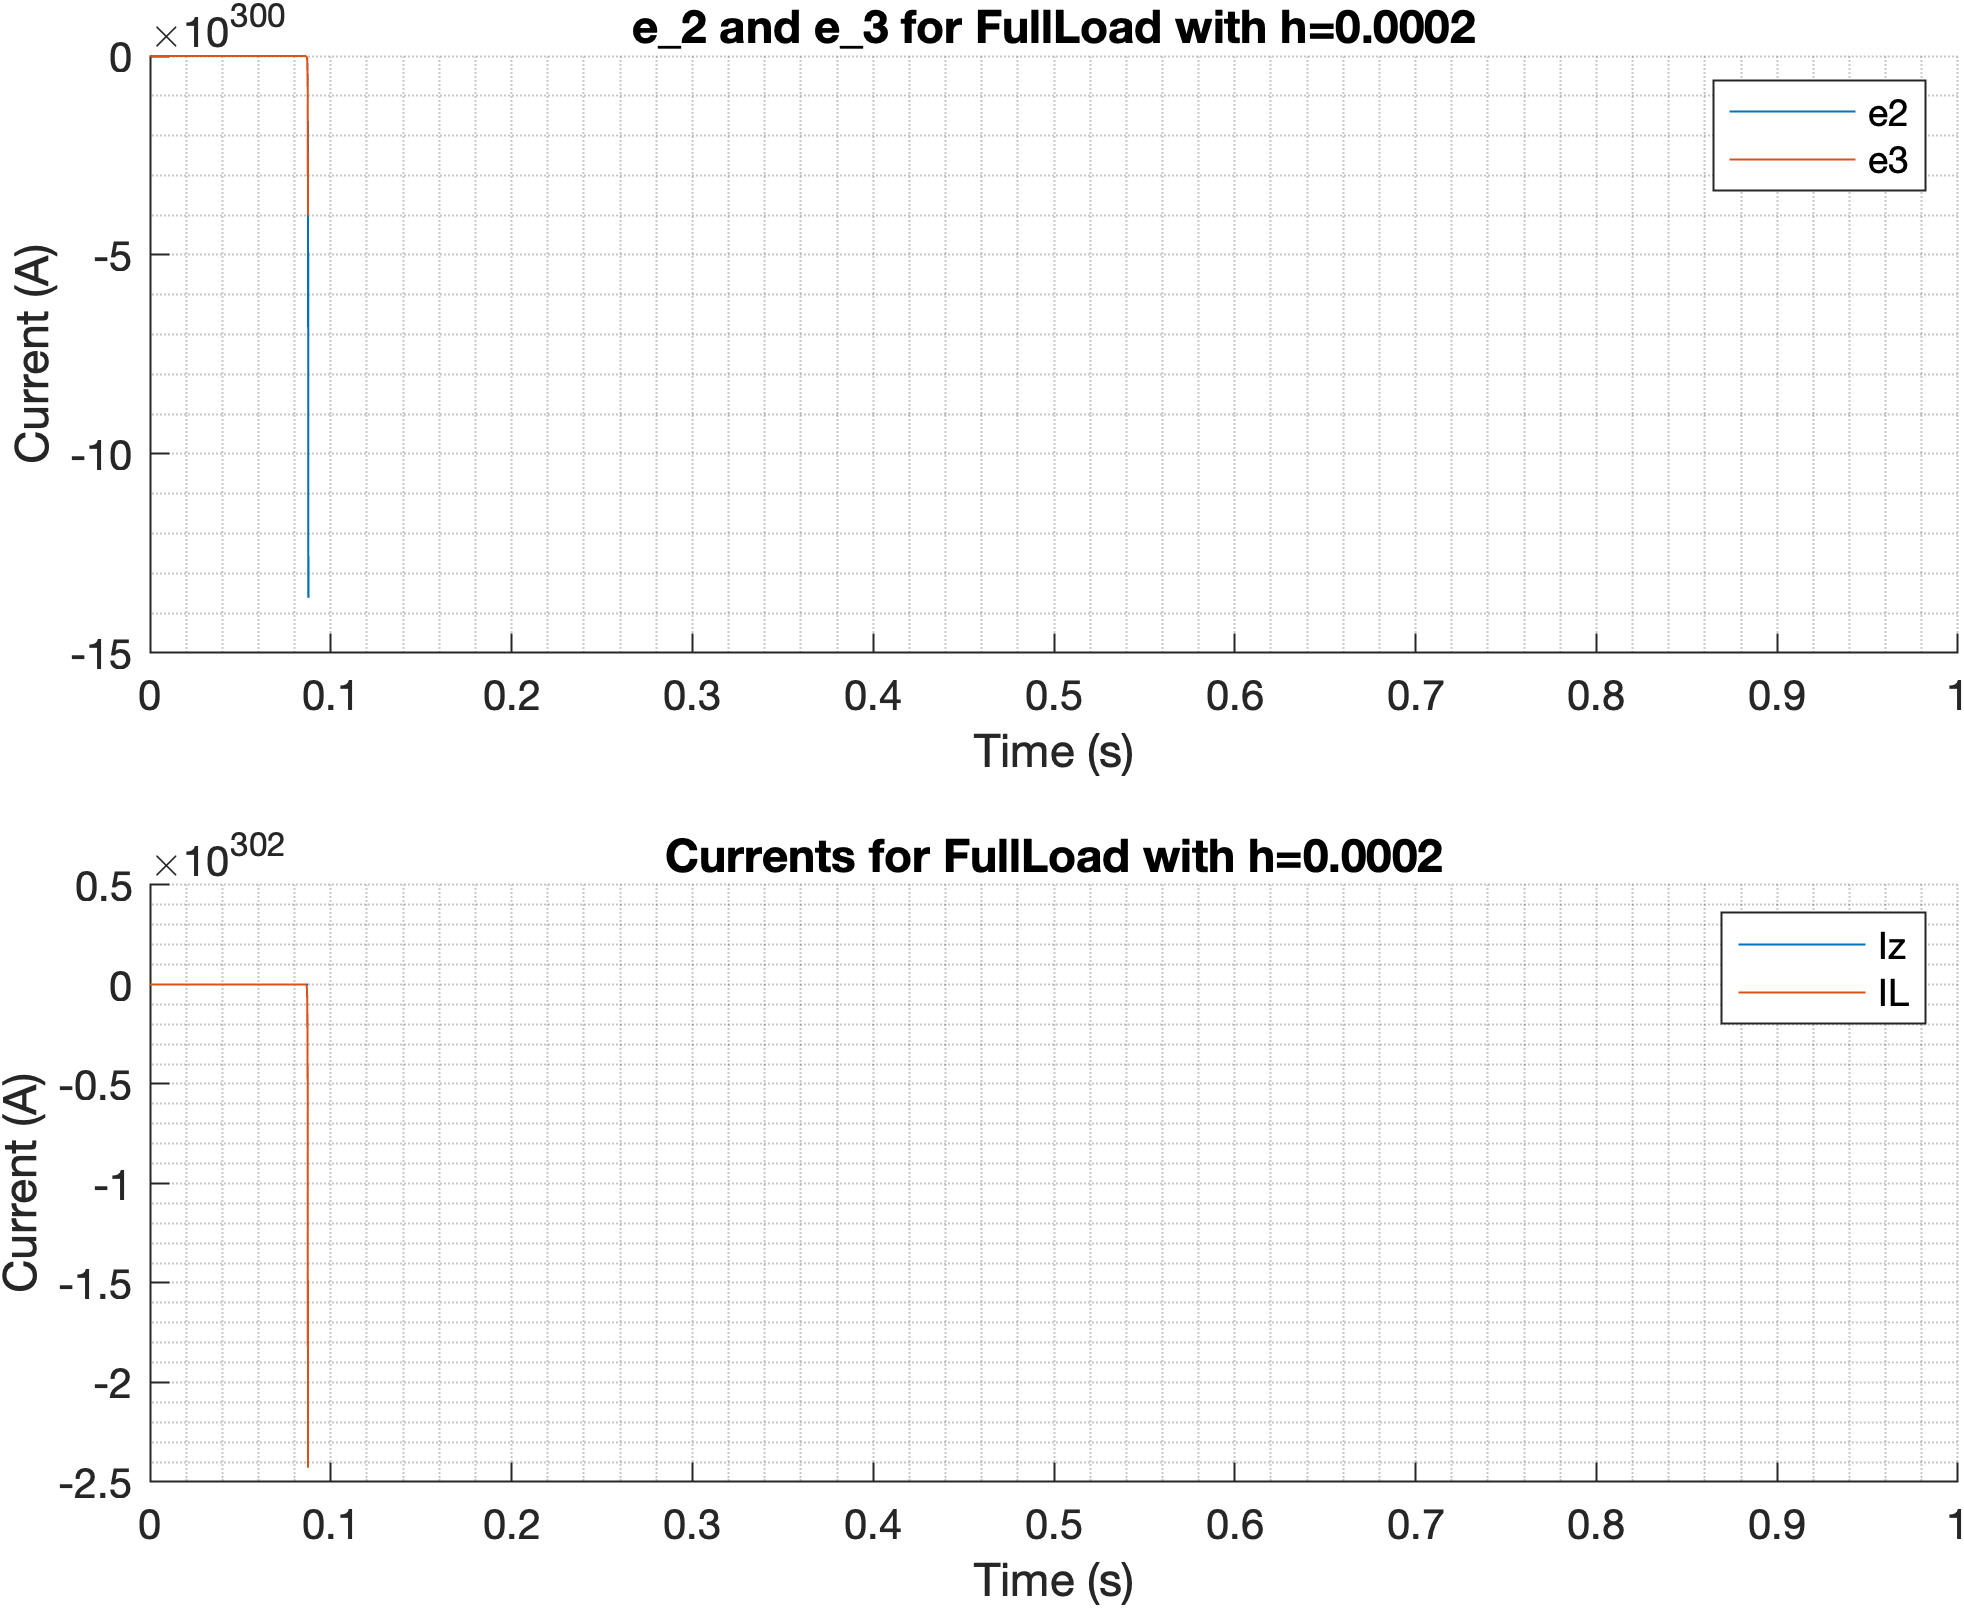 ×10^300
e_2 and e_3 for FullLoad with h=0.0002
0
-5
-10
-15
Current (A)
e2
e3
0 0.1 0.2 0.3 0.4 0.5 0.6 0.7 0.8 0.9 1
Time (s)
×10^302
Currents for FullLoad with h=0.0002
0.5
0
-0.5
-1
-1.5
-2
-2.5
Current (A)
Iz
IL
0 0.1 0.2 0.3 0.4 0.5 0.6 0.7 0.8 0.9 1
Time (s)